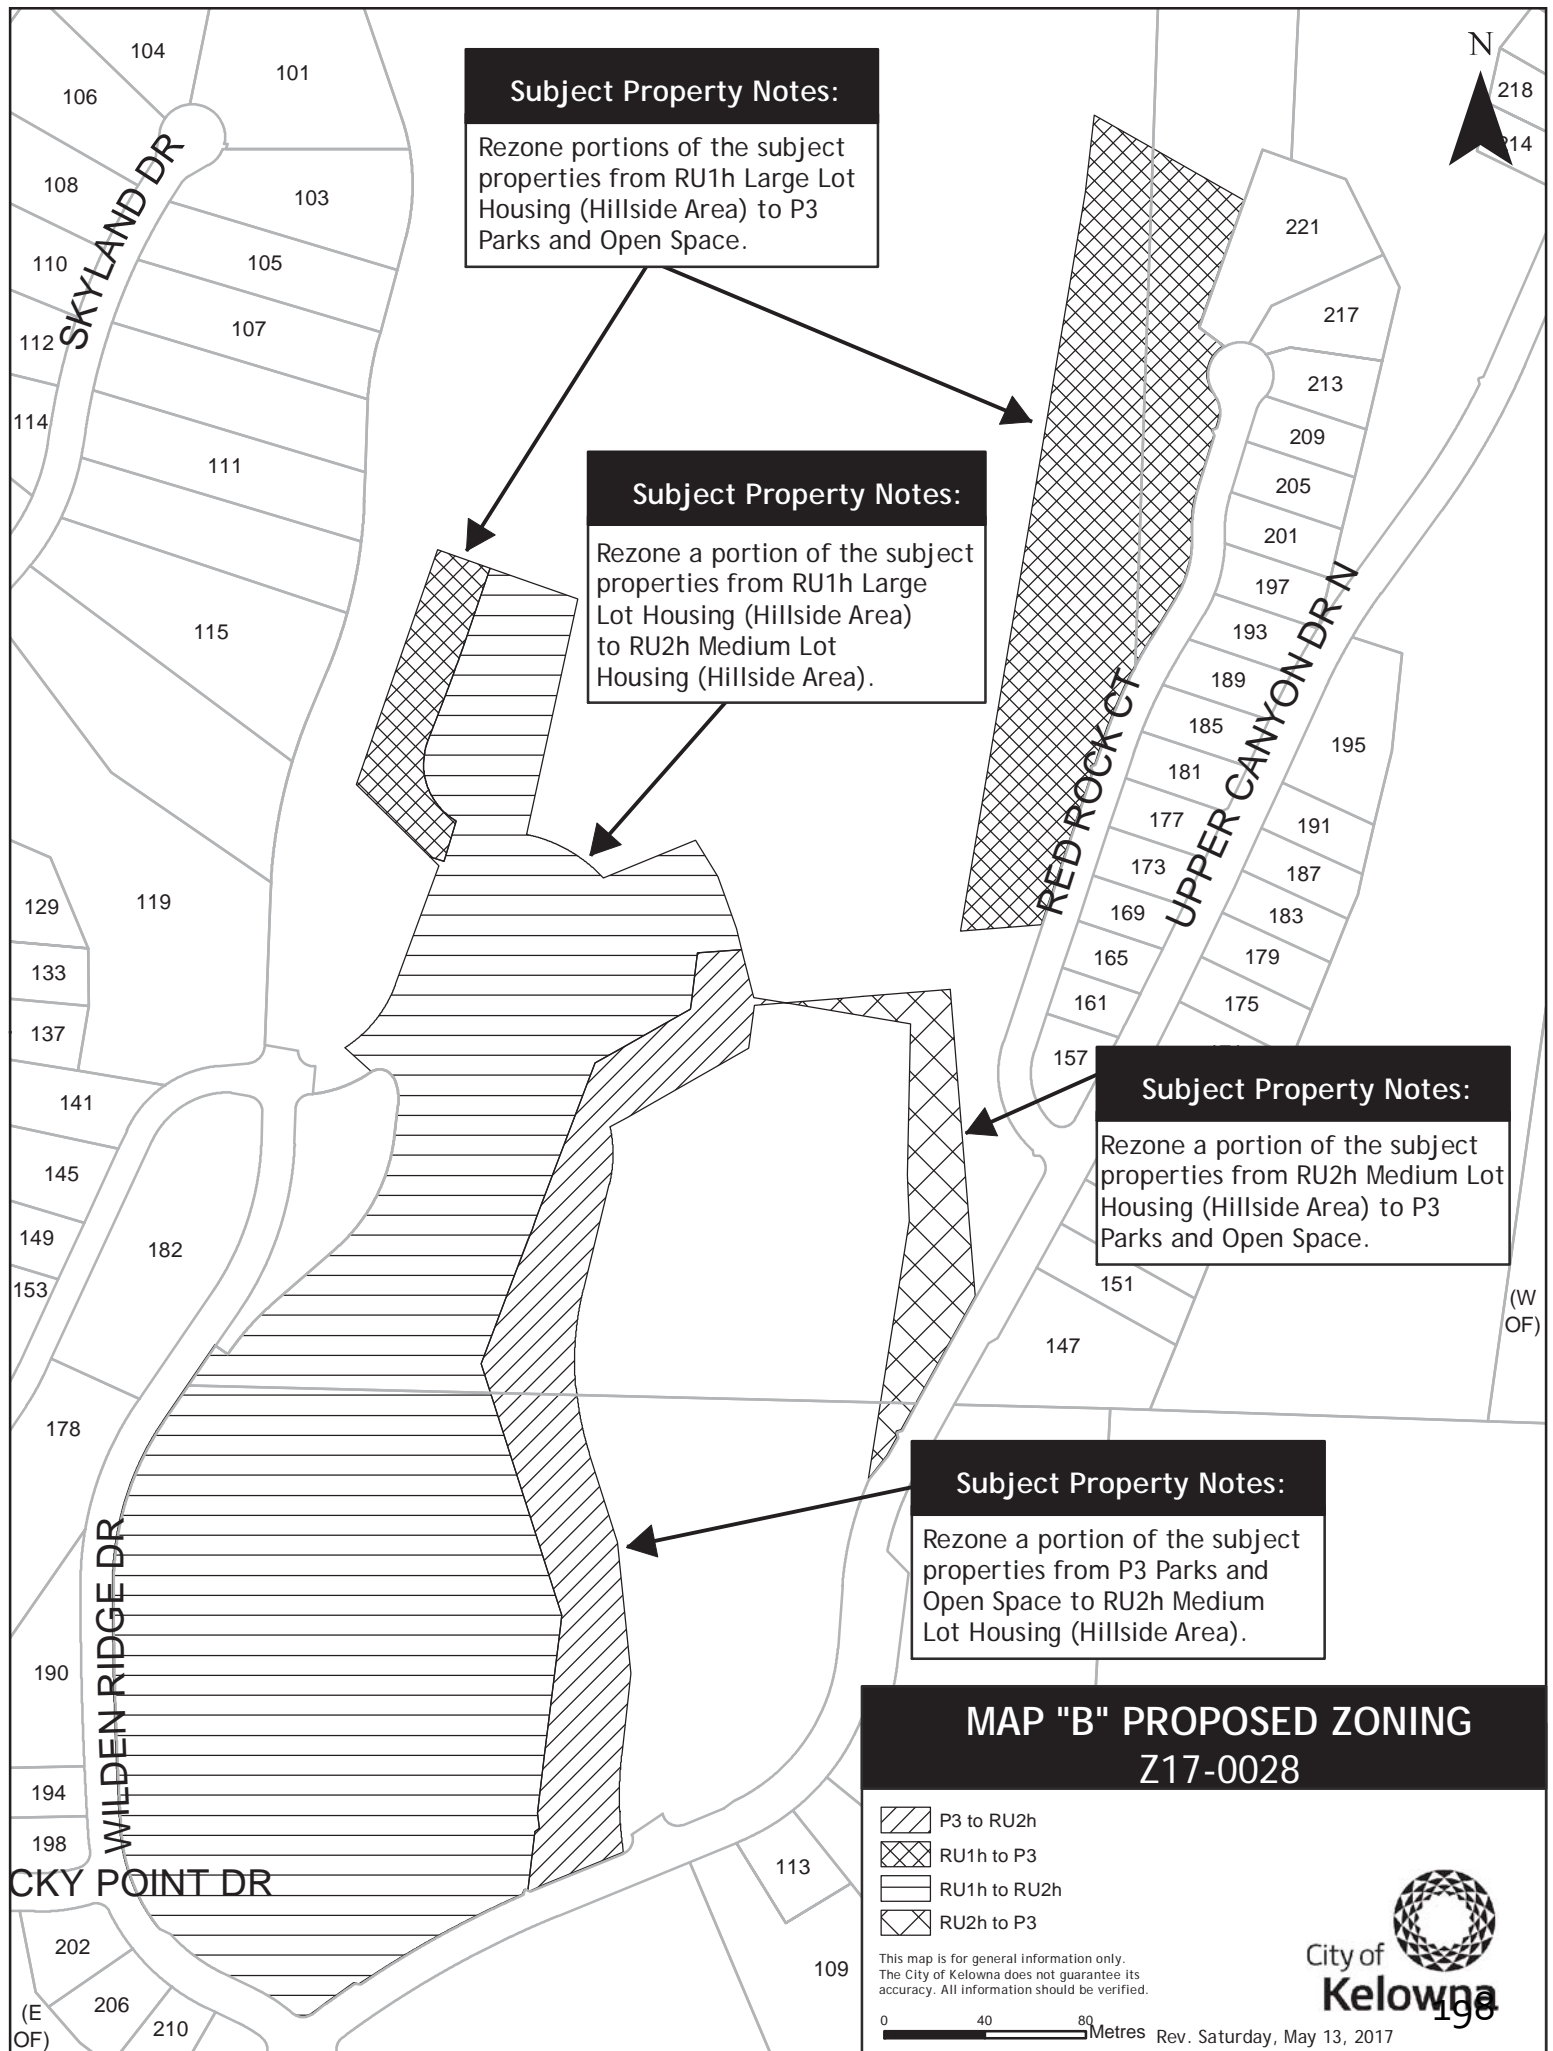 104
101
N
106
218
214
Subject Property Notes:
Rezone portions of the subject
properties from RU1h Large Lot
Housing (Hillside Area) to P3
Parks and Open Space.
SKYLAND DR
108
103
110
105
221
112
107
217
114
213
209
111
205
201
Subject Property Notes:
Rezone a portion of the subject
properties from RU1h Large
Lot Housing (Hillside Area)
to RU2h Medium Lot
Housing (Hillside Area).
197
193
115
189
185
195
181
177
191
173
187
RED ROCK CT
UPPER CANYON DR N
129
119
169
183
133
165
179
161
175
137
157
141
Subject Property Notes:
Rezone a portion of the subject
properties from RU2h Medium Lot
Housing (Hillside Area) to P3
Parks and Open Space.
145
149
182
153
151
(W
OF)
147
178
Subject Property Notes:
Rezone a portion of the subject
properties from P3 Parks and
Open Space to RU2h Medium
Lot Housing (Hillside Area).
WILDEN RIDGE DR
190
194
198
CKY POINT DR
113
202
109
206
(E
OF)
210
MAP "B" PROPOSED ZONING
Z17-0028
P3 to RU2h
RU1h to P3
RU1h to RU2h
RU2h to P3
This map is for general information only.
The City of Kelowna does not guarantee its
accuracy. All information should be verified.
0 40 80 Metres
Rev. Saturday, May 13, 2017
City of
Kelowna
198